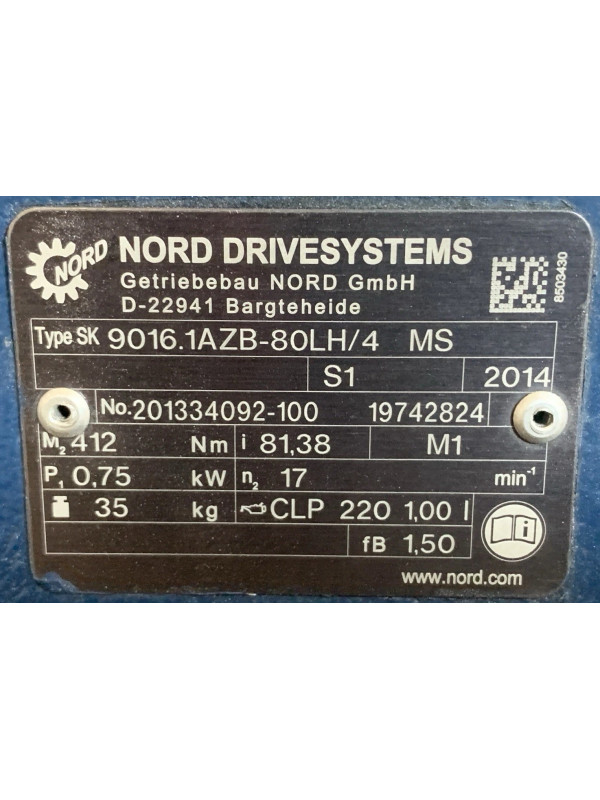 NORD NORD DRIVESYSTEMS
Getriebebau NORD GmbH
D-22941 Bargteheide
8503430
Type SK 9016.1AZB-80LH/4 MS
S1 2014
No. 201334092-100 19742824
M₂ 412 Nm i 81,38 M1
P₁ 0,75 kW n₂ 17 min⁻¹
35 kg CLP 220 1,00 l
fB 1,50
www.nord.com